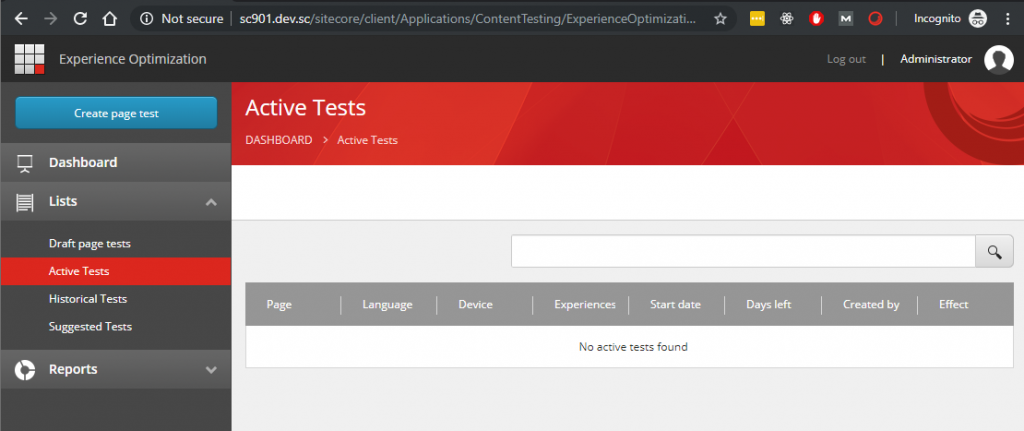 Not secure | sc901.dev.sc/sitecore/client/Applications/ContentTesting/ExperienceOptimizati... Incognito
Experience Optimization Log out | Administrator
Create page test
Active Tests
DASHBOARD > Active Tests
Dashboard
Lists
Draft page tests
Active Tests
Historical Tests
Suggested Tests
Reports
Page Language Device Experiences Start date Days left Created by Effect
No active tests found